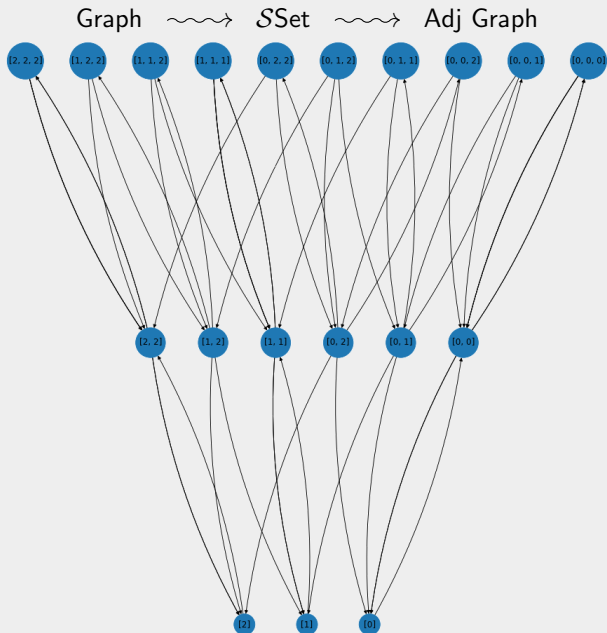 Graph ⇝ 𝒮Set ⇝ Adj Graph
[2, 2, 2] [1, 2, 2] [1, 1, 2] [1, 1, 1] [0, 2, 2] [0, 1, 2] [0, 1, 1] [0, 0, 2] [0, 0, 1] [0, 0, 0]
[2, 2] [1, 2] [1, 1] [0, 2] [0, 1] [0, 0]
[2] [1] [0]